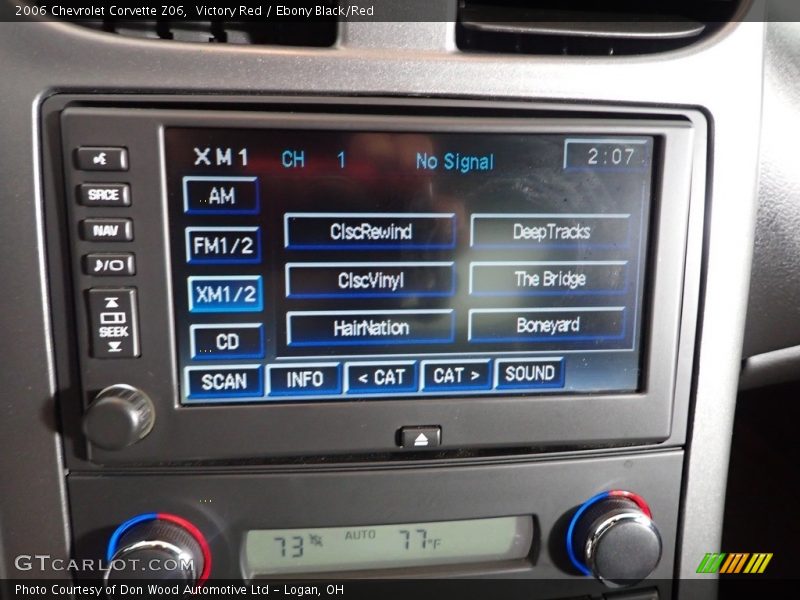 2006 Chevrolet Corvette Z06, Victory Red / Ebony Black/Red
XM1 CH 1 No Signal 2:07
SRCE
NAV
SEEK
AM
FM1/2
XM1/2
CD
ClscRewind DeepTracks
ClscVinyl The Bridge
HairNation Boneyard
SCAN INFO < CAT CAT > SOUND
73 AUTO 77°F
GTCARLOT.COM
Photo Courtesy of Don Wood Automotive Ltd - Logan, OH